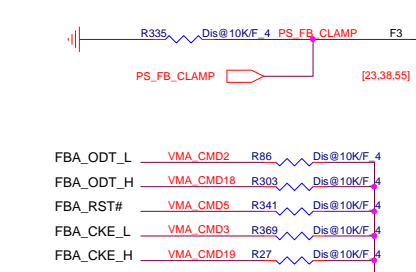 R335 Dis@10K/F_4 PS_FB_CLAMP F3
PS_FB_CLAMP [23,38,55]
FBA_ODT_L VMA_CMD2 R86 Dis@10K/F_4
FBA_ODT_H VMA_CMD18 R303 Dis@10K/F_4
FBA_RST# VMA_CMD5 R341 Dis@10K/F_4
FBA_CKE_L VMA_CMD3 R369 Dis@10K/F_4
FBA_CKE_H VMA_CMD19 R27 Dis@10K/F_4